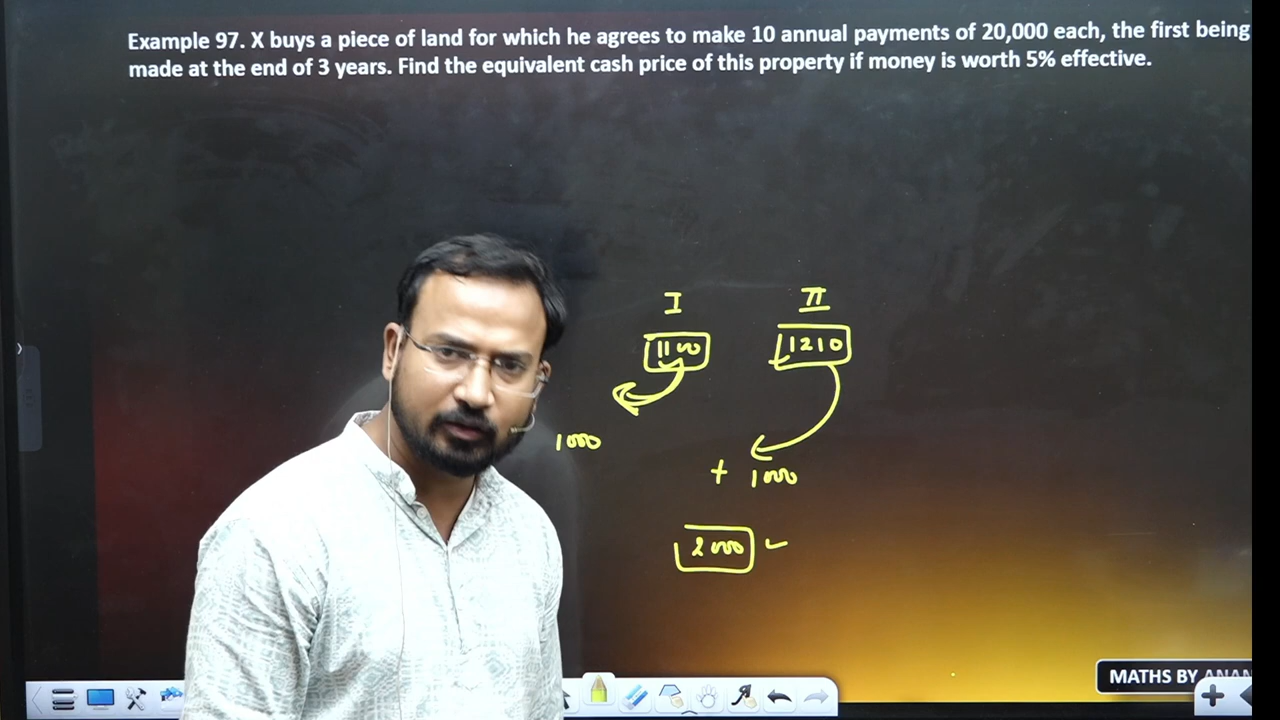 Example 97. X buys a piece of land for which he agrees to make 10 annual payments of 20,000 each, the first being
made at the end of 3 years. Find the equivalent cash price of this property if money is worth 5% effective.
I II
1100 1210
1000
+ 1000
2000
MATHS BY